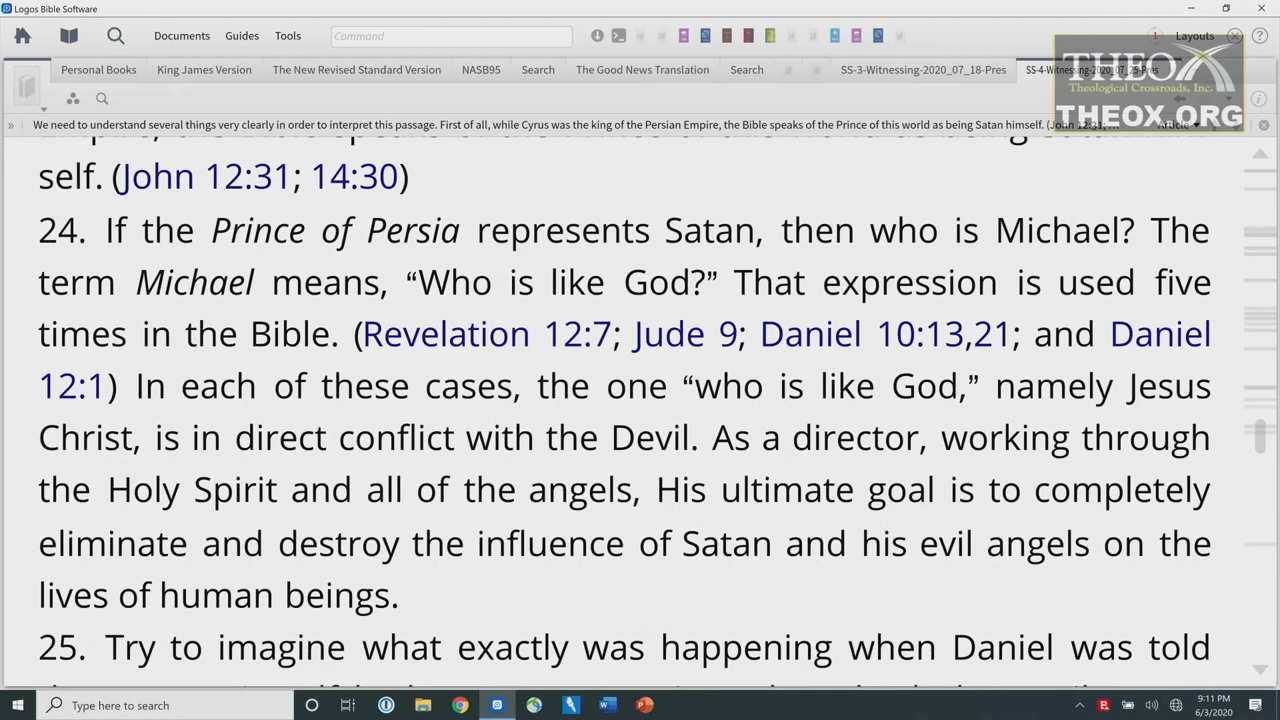 Logos Bible Software
Documents Guides Tools Command Layouts
Personal Books King James Version The New Revised NASB95 Search The Good News Translation Search SS-3-Witnessing-2020_07_18-Pres SS-4-Witnessing-2020_07_25-Pres
THEOX
Theological Crossroads, Inc.
THEOX.ORG
» We need to understand several things very clearly in order to interpret this passage. First of all, while Cyrus was the king of the Persian Empire, the Bible speaks of the Prince of this world as being Satan himself. (John 12:31; ... Article
self. (John 12:31; 14:30)
24. If the Prince of Persia represents Satan, then who is Michael? The
term Michael means, “Who is like God?” That expression is used five
times in the Bible. (Revelation 12:7; Jude 9; Daniel 10:13,21; and Daniel
12:1) In each of these cases, the one “who is like God,” namely Jesus
Christ, is in direct conflict with the Devil. As a director, working through
the Holy Spirit and all of the angels, His ultimate goal is to completely
eliminate and destroy the influence of Satan and his evil angels on the
lives of human beings.
25. Try to imagine what exactly was happening when Daniel was told
Type here to search
9:11 PM
6/3/2020